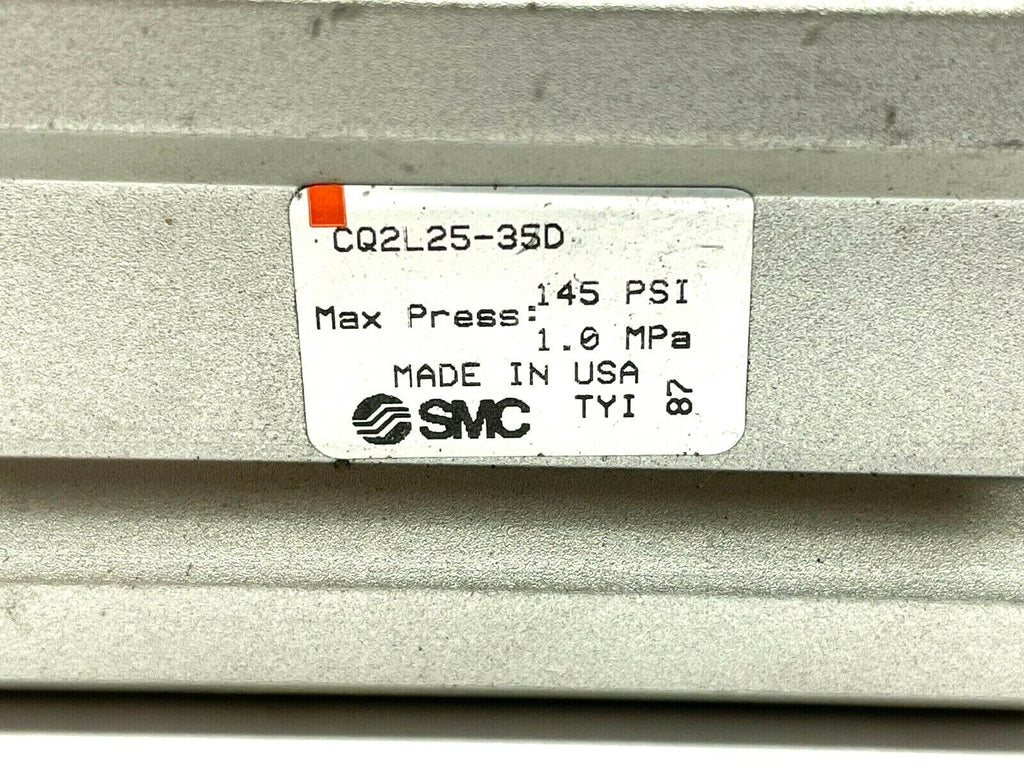 CQ2L25-35D
145 PSI
Max Press:
1.0 MPa
MADE IN USA
SMC TYI 87